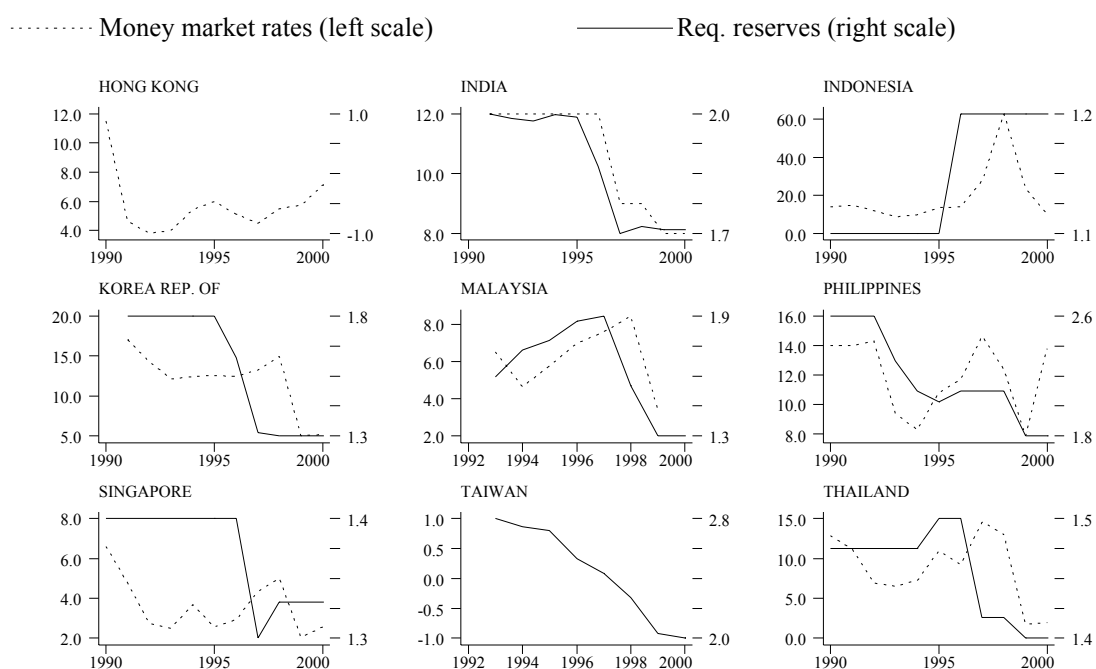 Money market rates (left scale) Req. reserves (right scale)
HONG KONG INDIA INDONESIA
12.0 1.0 12.0 2.0 60.0 1.2
10.0
8.0 10.0 40.0
6.0 20.0
4.0 -1.0 8.0 1.7 0.0 1.1
1990 1995 2000 1990 1995 2000 1990 1995 2000
KOREA REP. OF MALAYSIA PHILIPPINES
20.0 1.8 8.0 1.9 16.0 2.6
15.0 6.0 14.0
12.0
10.0 4.0 10.0
5.0 1.3 2.0 1.3 8.0 1.8
1990 1995 2000 1992 1994 1996 1998 2000 1990 1995 2000
SINGAPORE TAIWAN THAILAND
8.0 1.4 1.0 2.8 15.0 1.5
6.0 0.5 10.0
0.0
4.0 -0.5 5.0
2.0 1.3 -1.0 2.0 0.0 1.4
1990 1995 2000 1992 1994 1996 1998 2000 1990 1995 2000